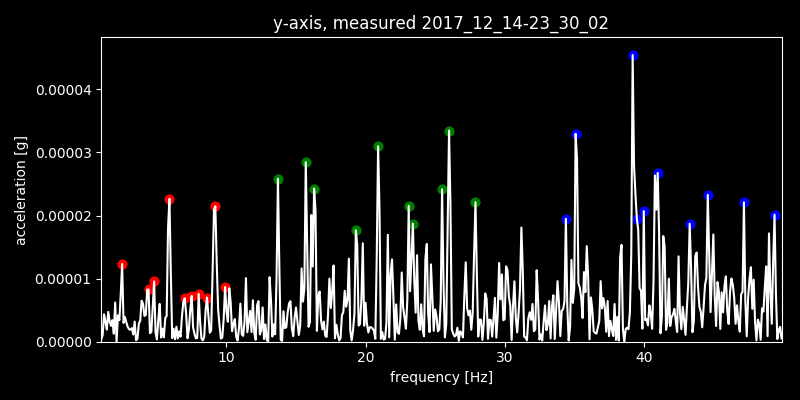 y-axis, measured 2017_12_14-23_30_02
0.00004
0.00003
0.00002
0.00001
0.00000
acceleration [g]
10 20 30 40
frequency [Hz]